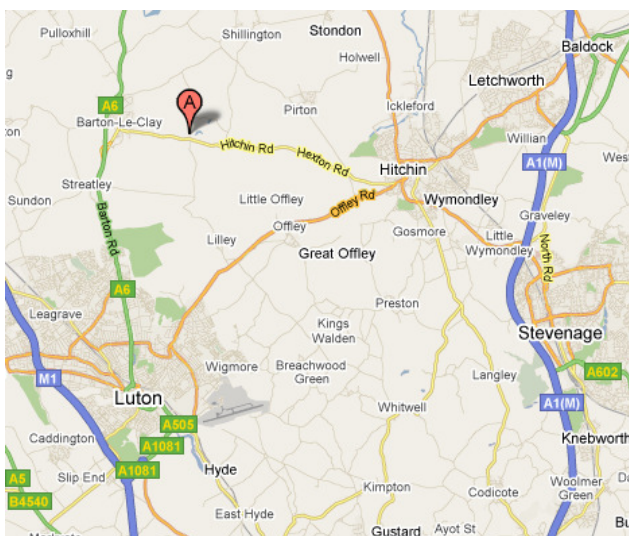 Pulloxhill
Shillington
Stondon
Baldock
Holwell
Letchworth
A6
A
Pirton
Ickleford
Barton-Le-Clay
Willian
Hitchin Rd
Hexton Rd
Hitchin
A1(M)
Streatley
Sundon
Little Offley
Offley Rd
Wymondley
Barton Rd
Offley
Graveley
Lilley
Gosmore
Little
Wymondley
Great Offley
North Rd
A6
Preston
Leagrave
Kings
Walden
Stevenage
Wigmore
Breachwood
Green
Langley
A602
M1
Luton
Whitwell
A1(M)
A505
Caddington
A1081
Knebworth
Hyde
A5
Slip End
A1081
Woolmer
Green
Kimpton
Codicote
B4540
East Hyde
Gustard
Ayot St